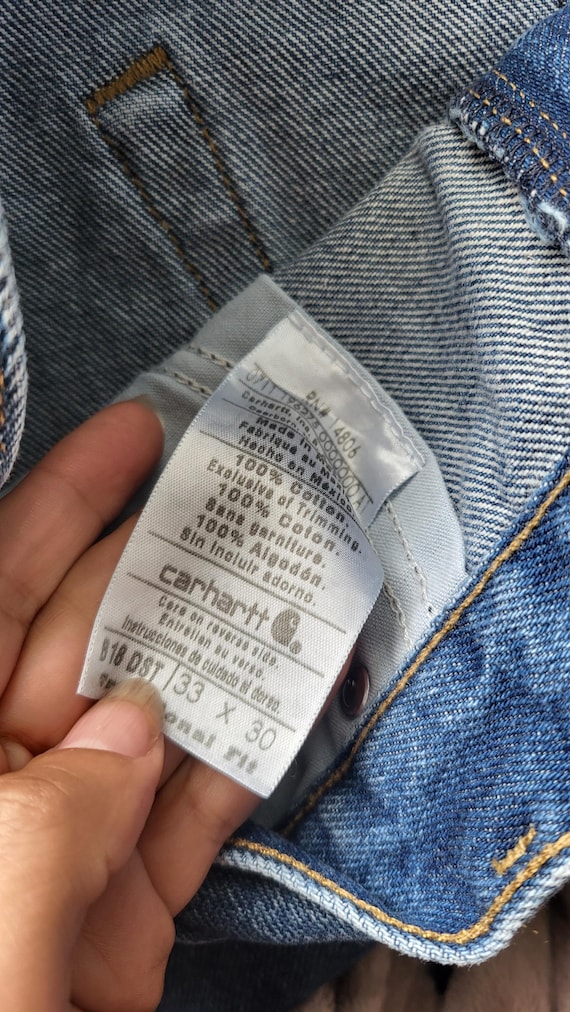 RN# 14806
Carhartt, Inc.
Made in
Fabriqué au
Hecho en Mexico
100% Cotton.
Exclusive of Trimming.
100% Coton.
Sans garniture.
100% Algodón.
Sin incluir adorno.
carhartt
Care on reverse side.
Entretien au verso.
Instrucciones de cuidado al dorso.
B18 DST 33 X 30
onal Fit